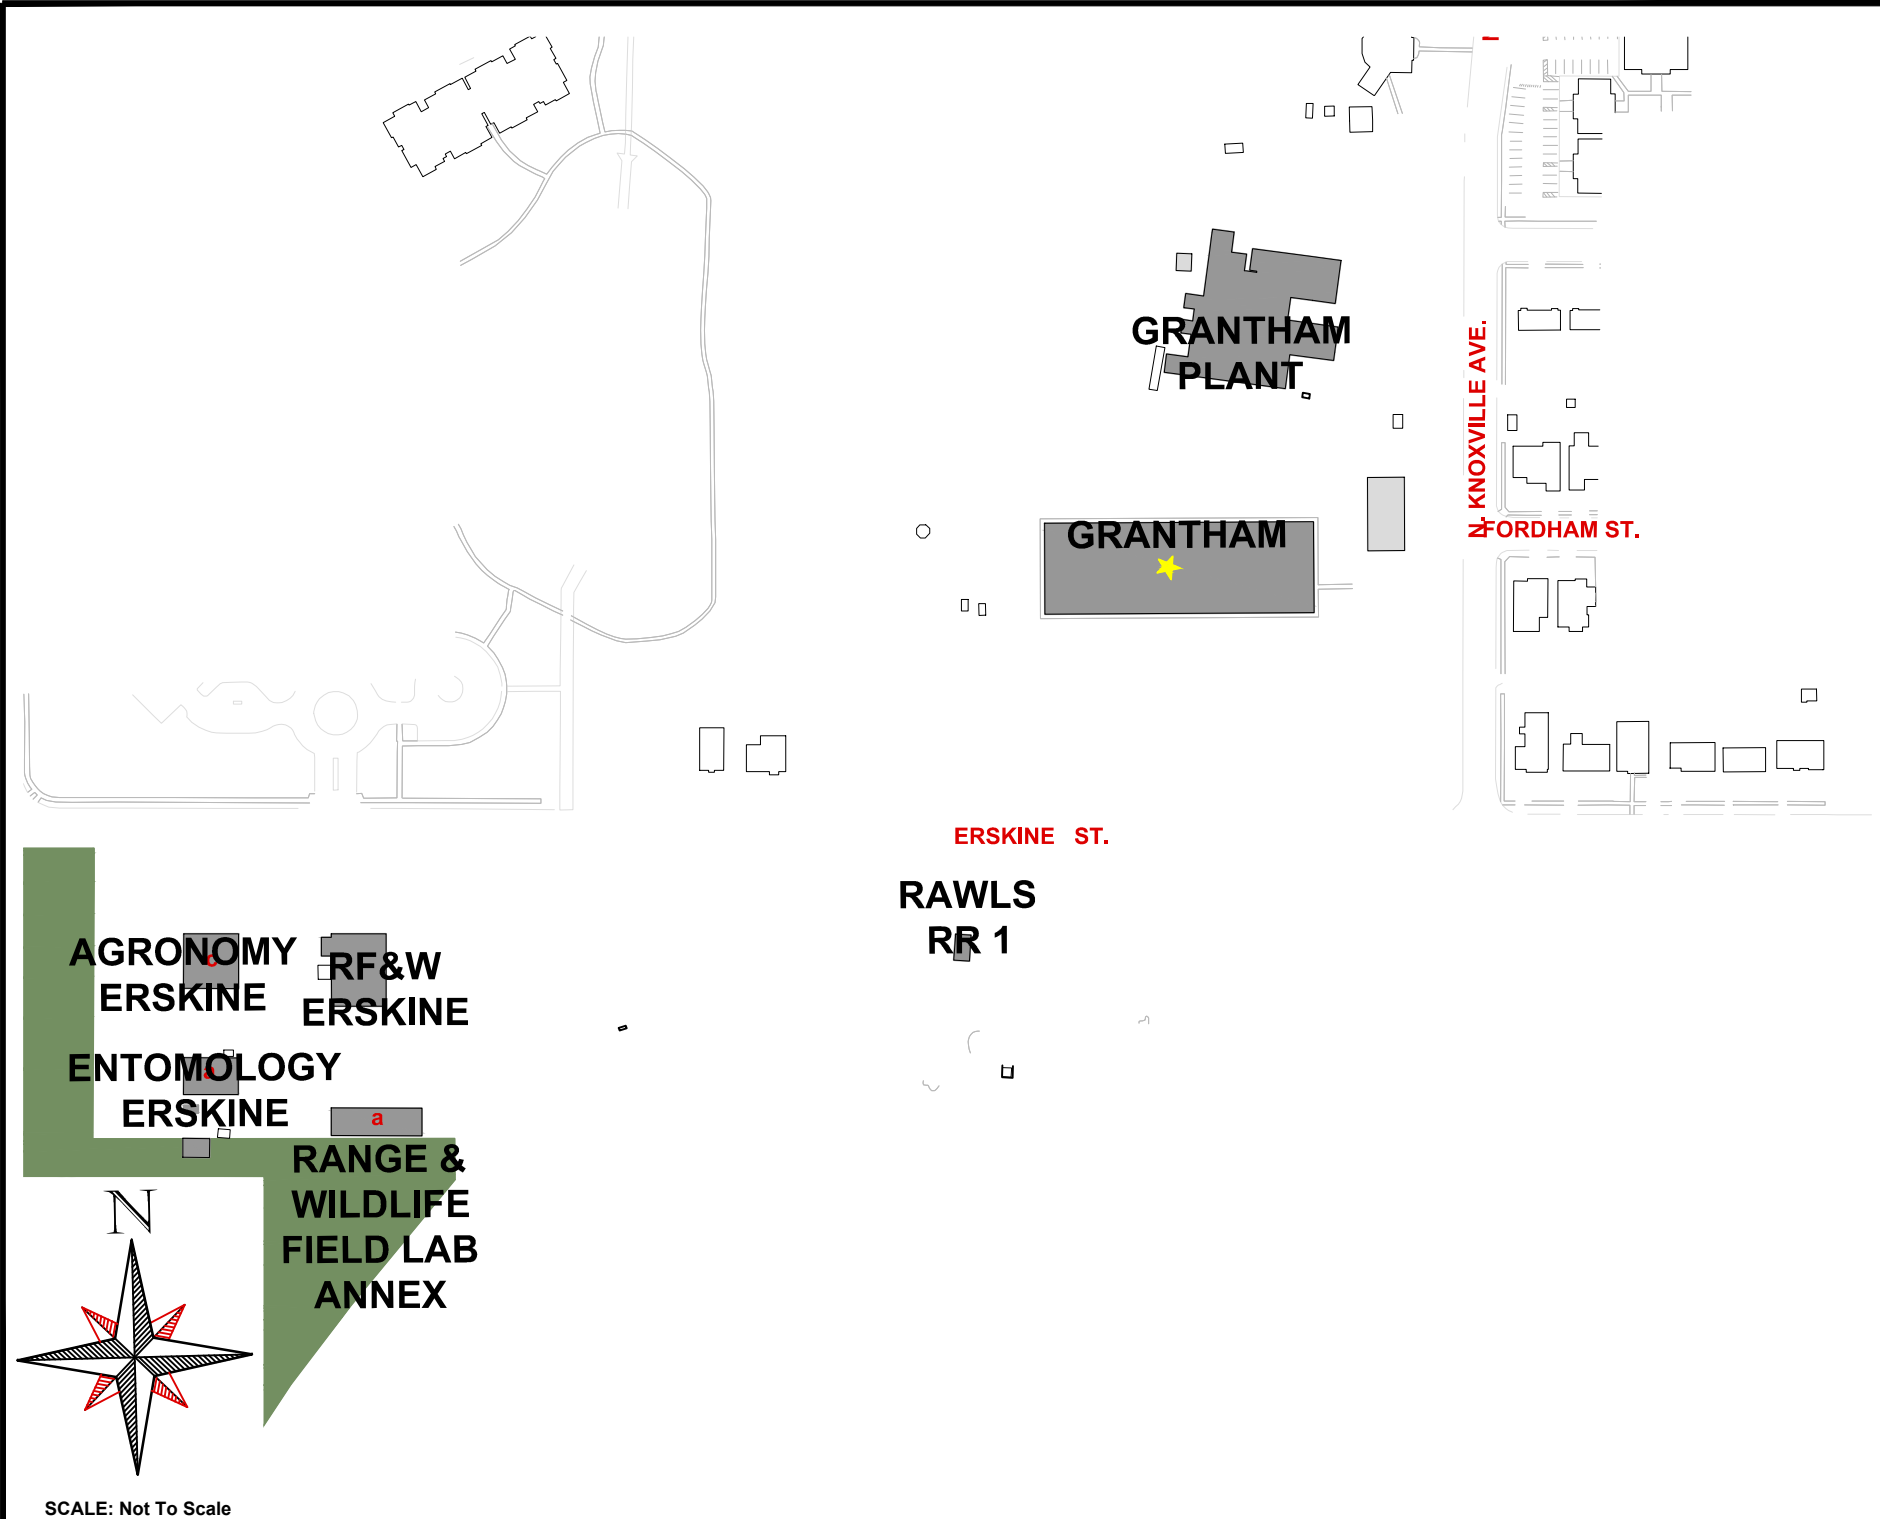 GRANTHAM
PLANT
N. KNOXVILLE AVE.
GRANTHAM
FORDHAM ST.
ERSKINE ST.
RAWLS
RR 1
AGRONOMY
ERSKINE
c
RF&W
ERSKINE
ENTOMOLOGY
ERSKINE
a
a
RANGE &
WILDLIFE
FIELD LAB
ANNEX
N
SCALE: Not To Scale